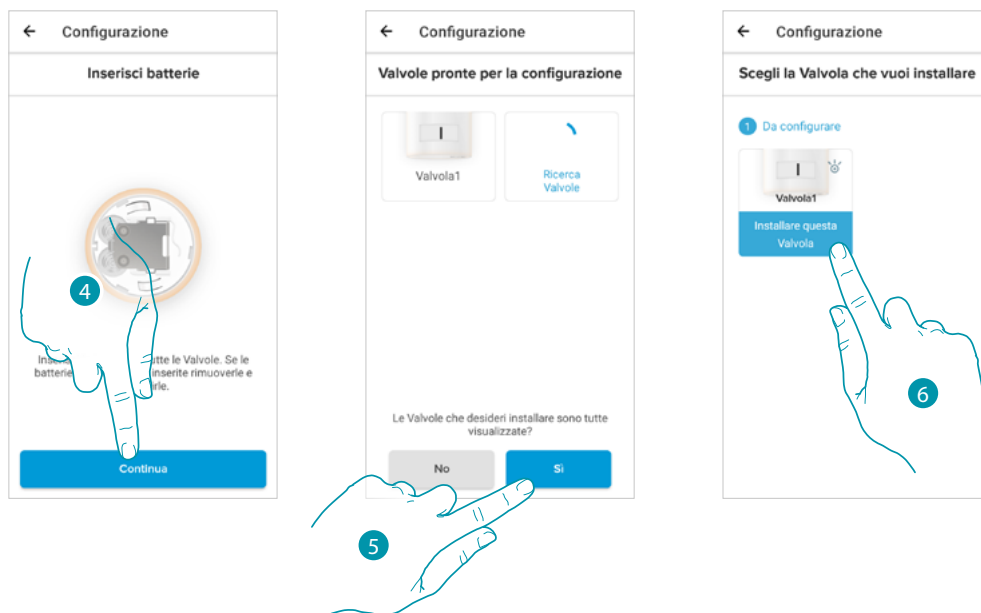 ← Configurazione
Inserisci batterie
4
utte le Valvole. Se le
batterie inserite rimuoverle e
Continua
← Configurazione
Valvole pronte per la configurazione
Valvola1
Ricerca
Valvole
Le Valvole che desideri installare sono tutte
visualizzate?
No
Sì
5
← Configurazione
Scegli la Valvola che vuoi installare
1 Da configurare
Valvola1
Installare questa
Valvola
6